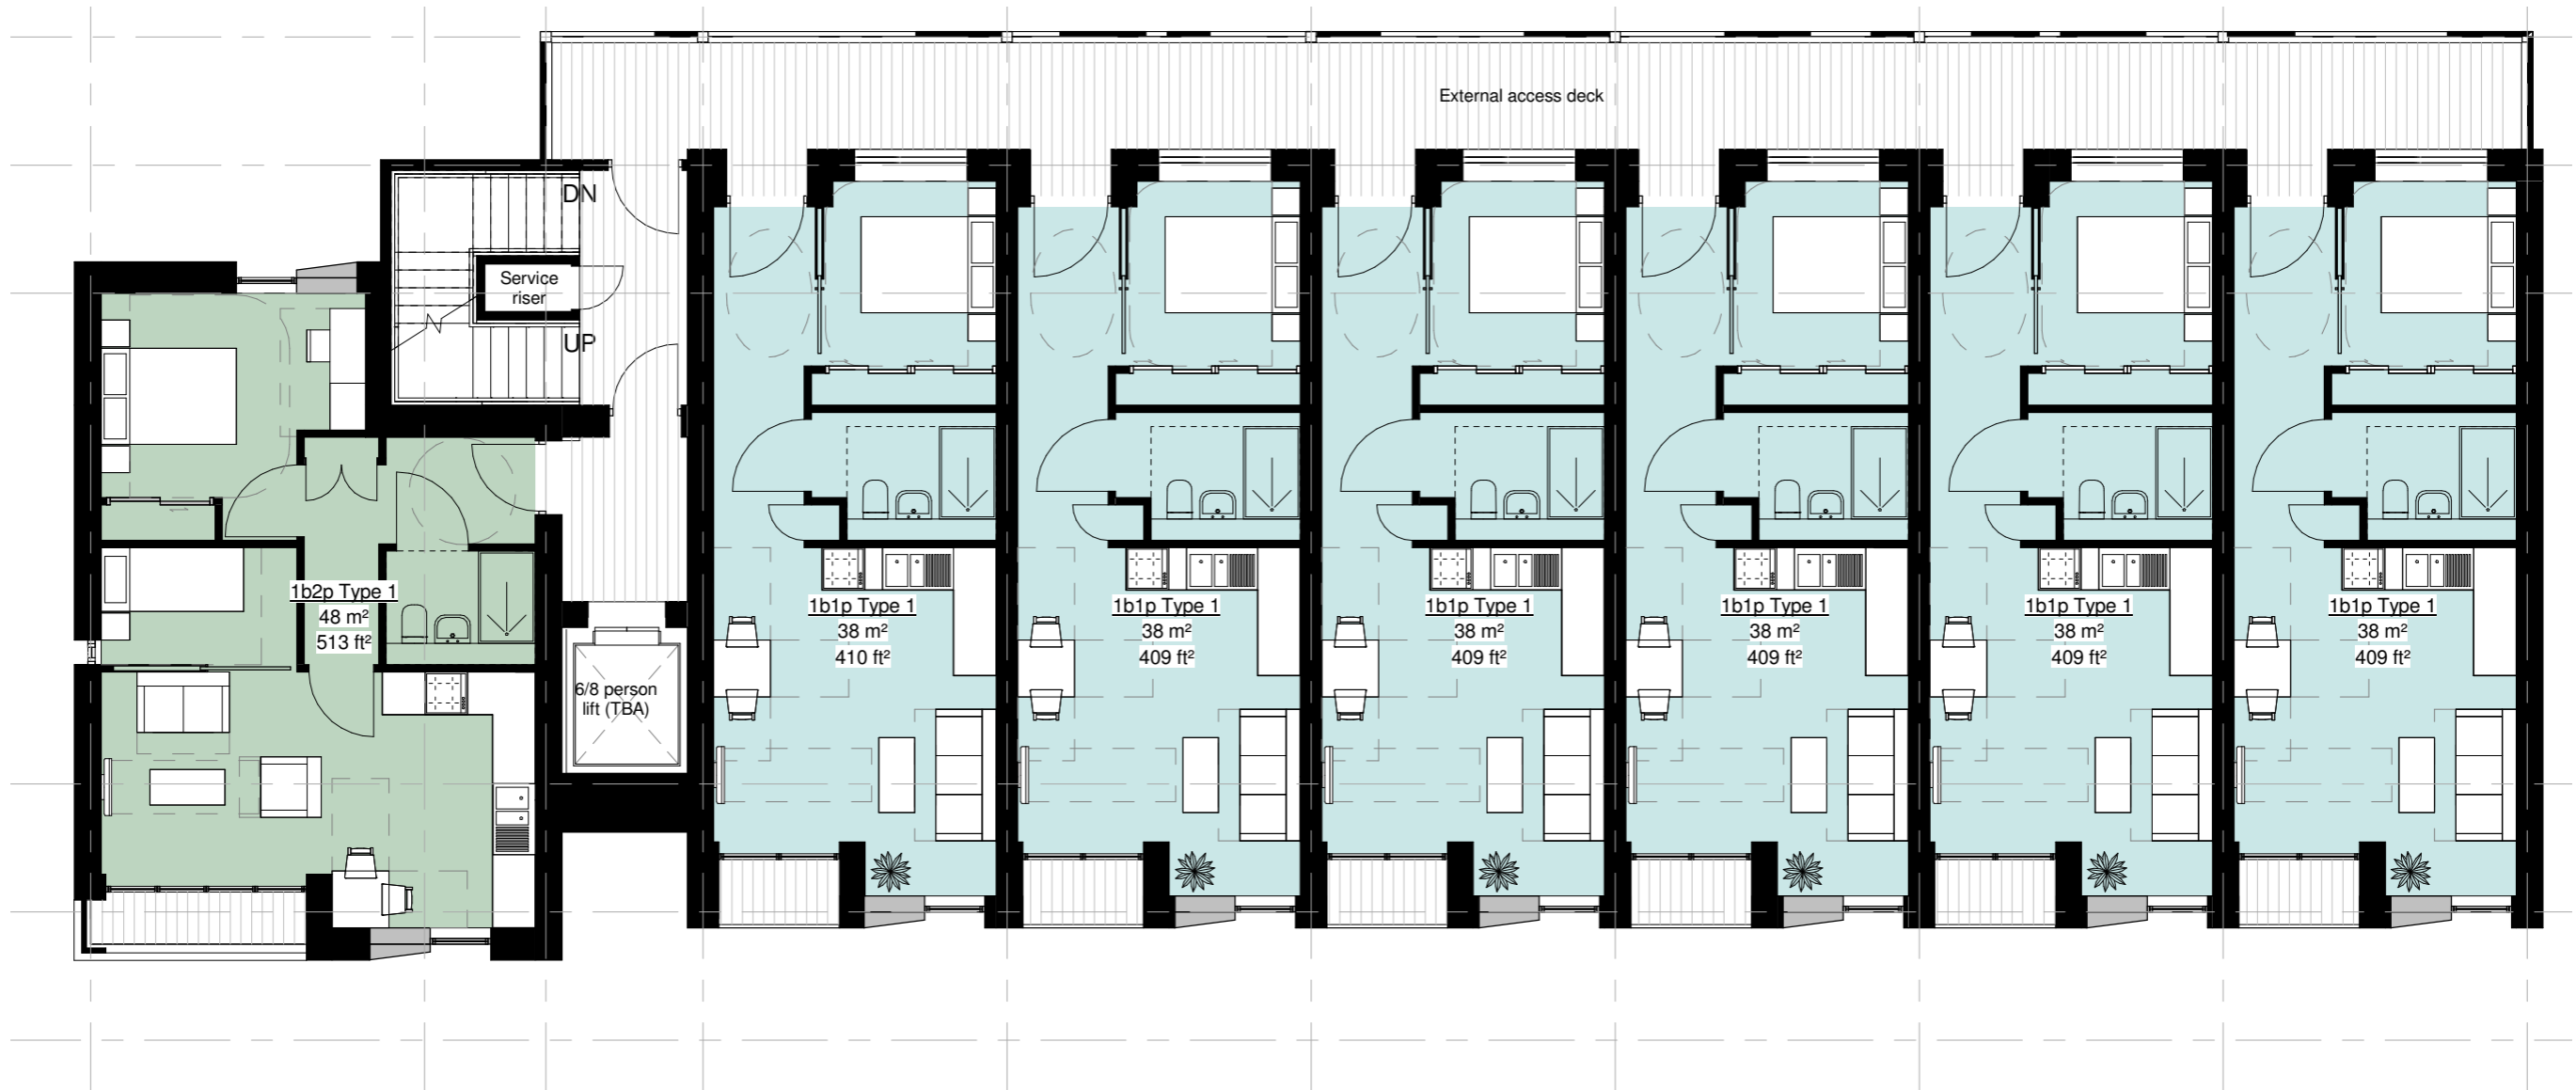 External access deck
DN
Service
riser
UP
1b2p Type 1
48 m²
513 ft²
6/8 person
lift (TBA)
1b1p Type 1
38 m²
410 ft²
1b1p Type 1
38 m²
409 ft²
1b1p Type 1
38 m²
409 ft²
1b1p Type 1
38 m²
409 ft²
1b1p Type 1
38 m²
409 ft²
1b1p Type 1
38 m²
409 ft²